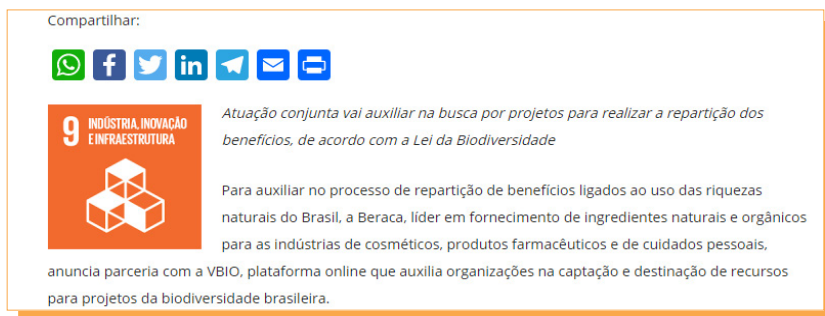 Compartilhar:
9 INDÚSTRIA, INOVAÇÃO
E INFRAESTRUTURA
Atuação conjunta vai auxiliar na busca por projetos para realizar a repartição dos
benefícios, de acordo com a Lei da Biodiversidade
Para auxiliar no processo de repartição de benefícios ligados ao uso das riquezas
naturais do Brasil, a Beraca, líder em fornecimento de ingredientes naturais e orgânicos
para as indústrias de cosméticos, produtos farmacêuticos e de cuidados pessoais,
anuncia parceria com a VBIO, plataforma online que auxilia organizações na captação e destinação de recursos
para projetos da biodiversidade brasileira.